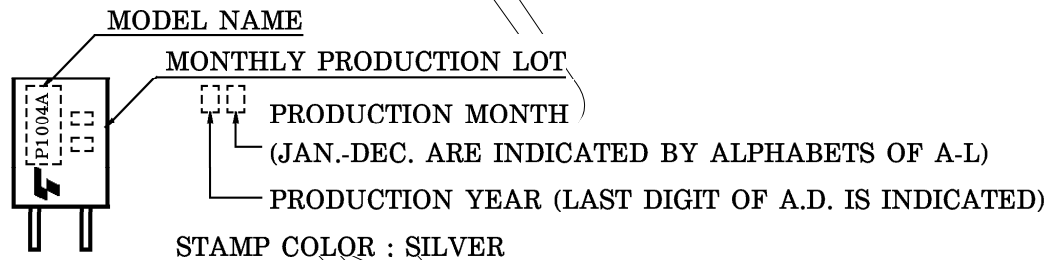 MODEL NAME
MONTHLY PRODUCTION LOT
P1004A
PRODUCTION MONTH
(JAN.-DEC. ARE INDICATED BY ALPHABETS OF A-L)
PRODUCTION YEAR (LAST DIGIT OF A.D. IS INDICATED)
STAMP COLOR : SILVER